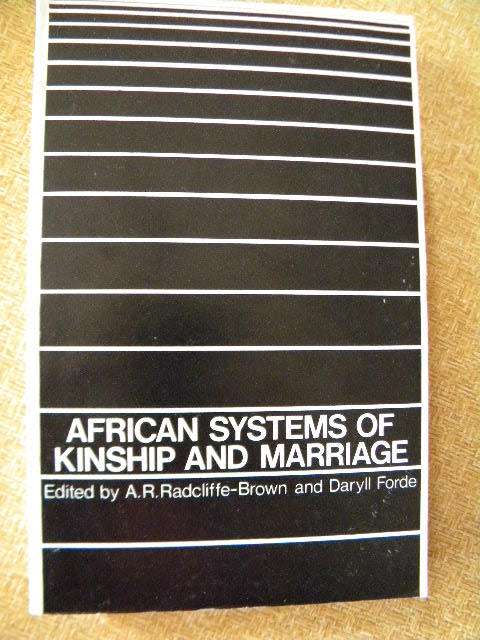 AFRICAN SYSTEMS OF
KINSHIP AND MARRIAGE
Edited by A.R.Radcliffe-Brown and Daryll Forde